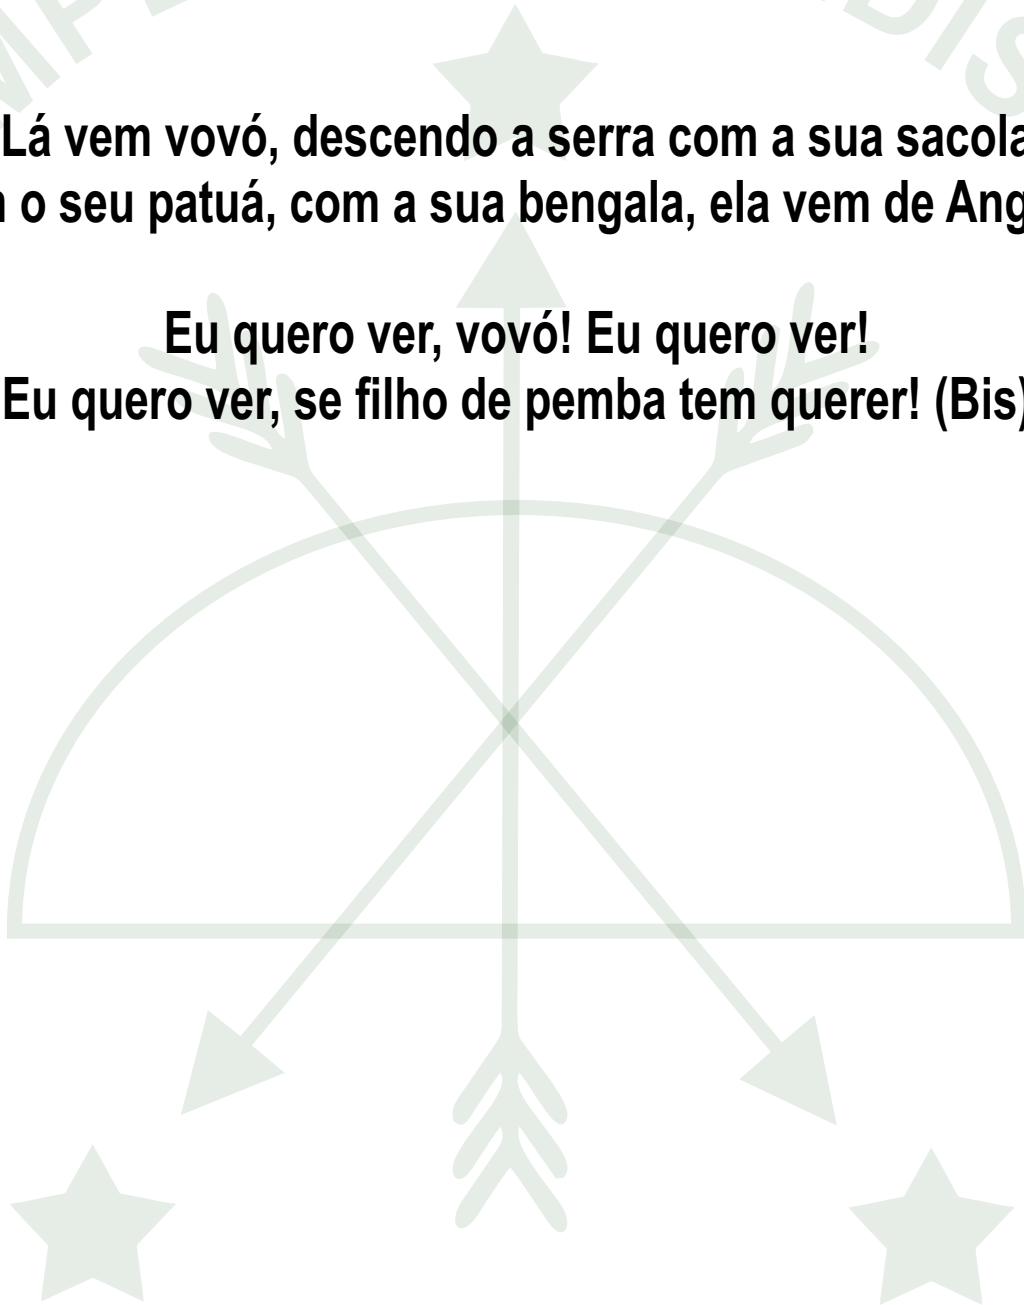 Lá vem vovó, descendo a serra com a sua sacola
o seu patuá, com a sua bengala, ela vem de Ang
Eu quero ver, vovó! Eu quero ver!
Eu quero ver, se filho de pemba tem querer! (Bis)